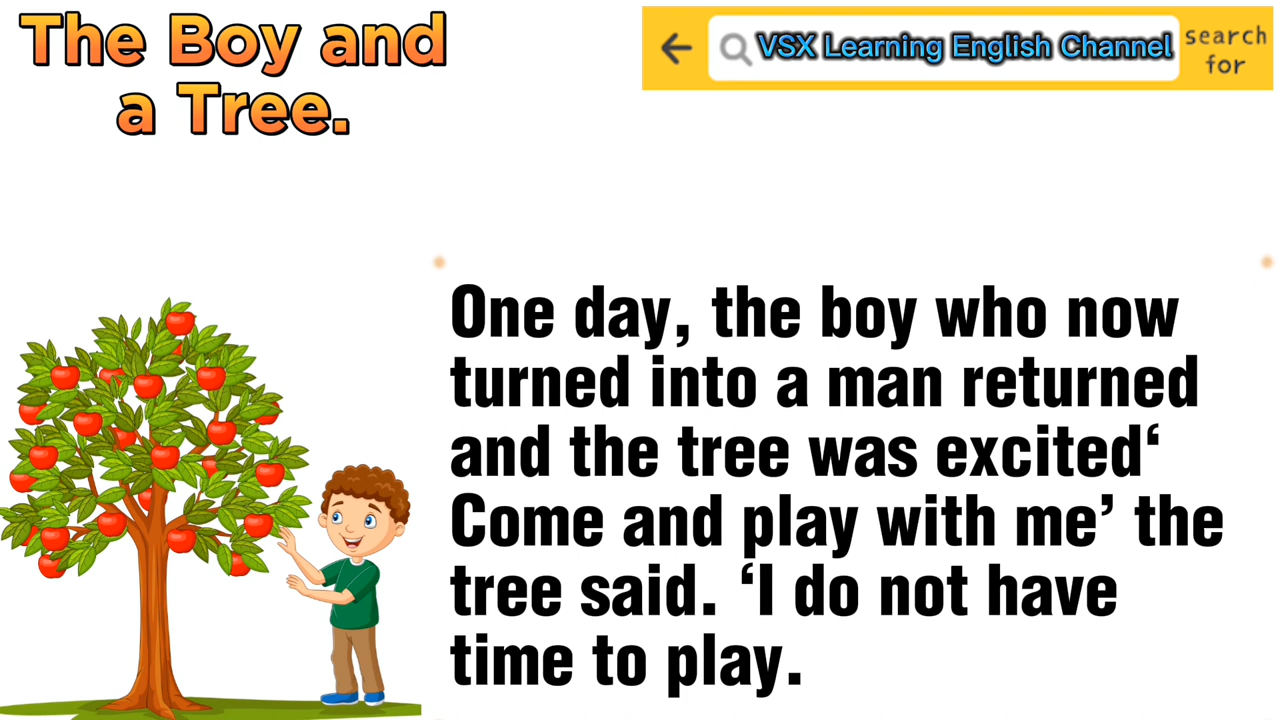 The Boy and
a Tree.
VSX Learning English Channel
search
for
One day, the boy who now
turned into a man returned
and the tree was excited‘
Come and play with me’ the
tree said. ‘I do not have
time to play.